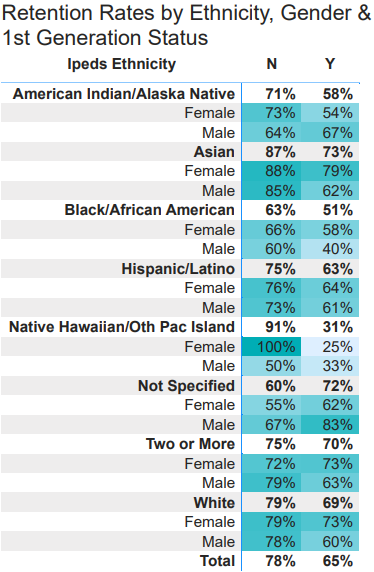 Retention Rates by Ethnicity, Gender &
1st Generation Status
Ipeds Ethnicity N Y
American Indian/Alaska Native 71% 58%
Female 73% 54%
Male 64% 67%
Asian 87% 73%
Female 88% 79%
Male 85% 62%
Black/African American 63% 51%
Female 66% 58%
Male 60% 40%
Hispanic/Latino 75% 63%
Female 76% 64%
Male 73% 61%
Native Hawaiian/Oth Pac Island 91% 31%
Female 100% 25%
Male 50% 33%
Not Specified 60% 72%
Female 55% 62%
Male 67% 83%
Two or More 75% 70%
Female 72% 73%
Male 79% 63%
White 79% 69%
Female 79% 73%
Male 78% 60%
Total 78% 65%